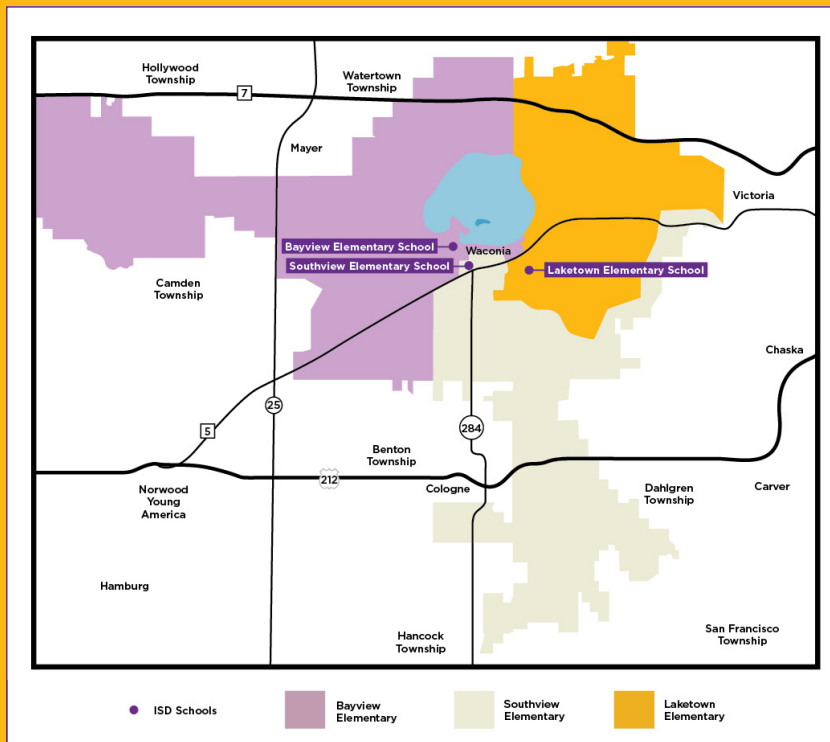 Hollywood
Township
Watertown
Township
7
Mayer
Victoria
Bayview Elementary School
Waconia
Southview Elementary School
Laketown Elementary School
Camden
Township
Chaska
25
5
284
Benton
Township
212
Norwood
Young
America
Cologne
Dahlgren
Township
Carver
Hamburg
Hancock
Township
San Francisco
Township
ISD Schools
Bayview
Elementary
Southview
Elementary
Laketown
Elementary